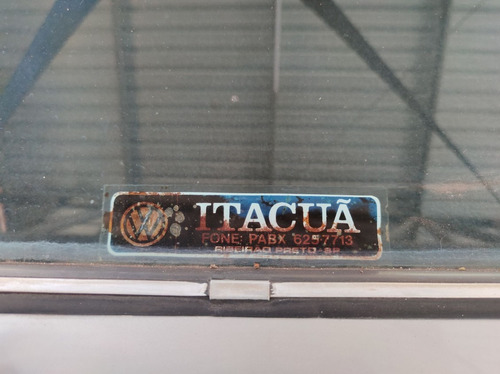 ITACUÃ
FONE: PABX 625-7713
RIBEIRÃO PRETO-SP